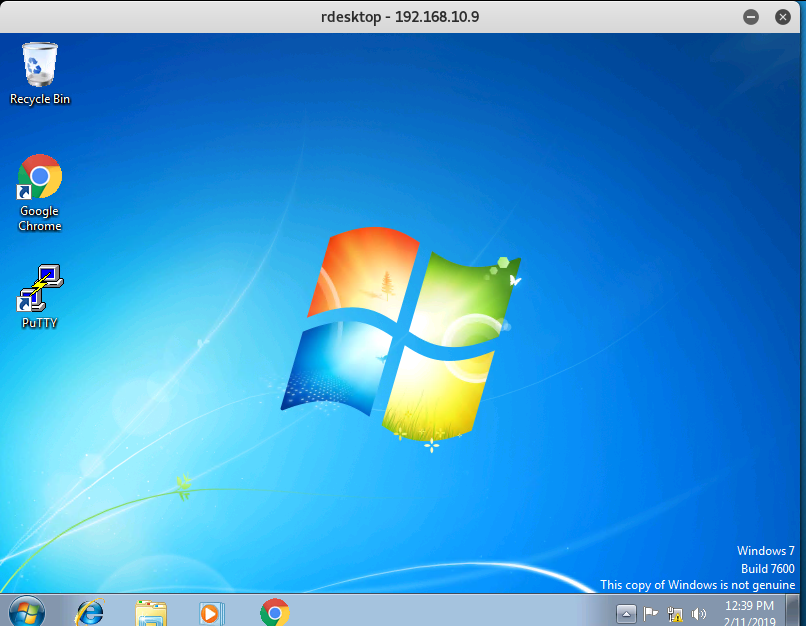 rdesktop - 192.168.10.9
Recycle Bin
Google
Chrome
PuTTY
Windows 7
Build 7600
This copy of Windows is not genuine
12:39 PM
2/11/2019